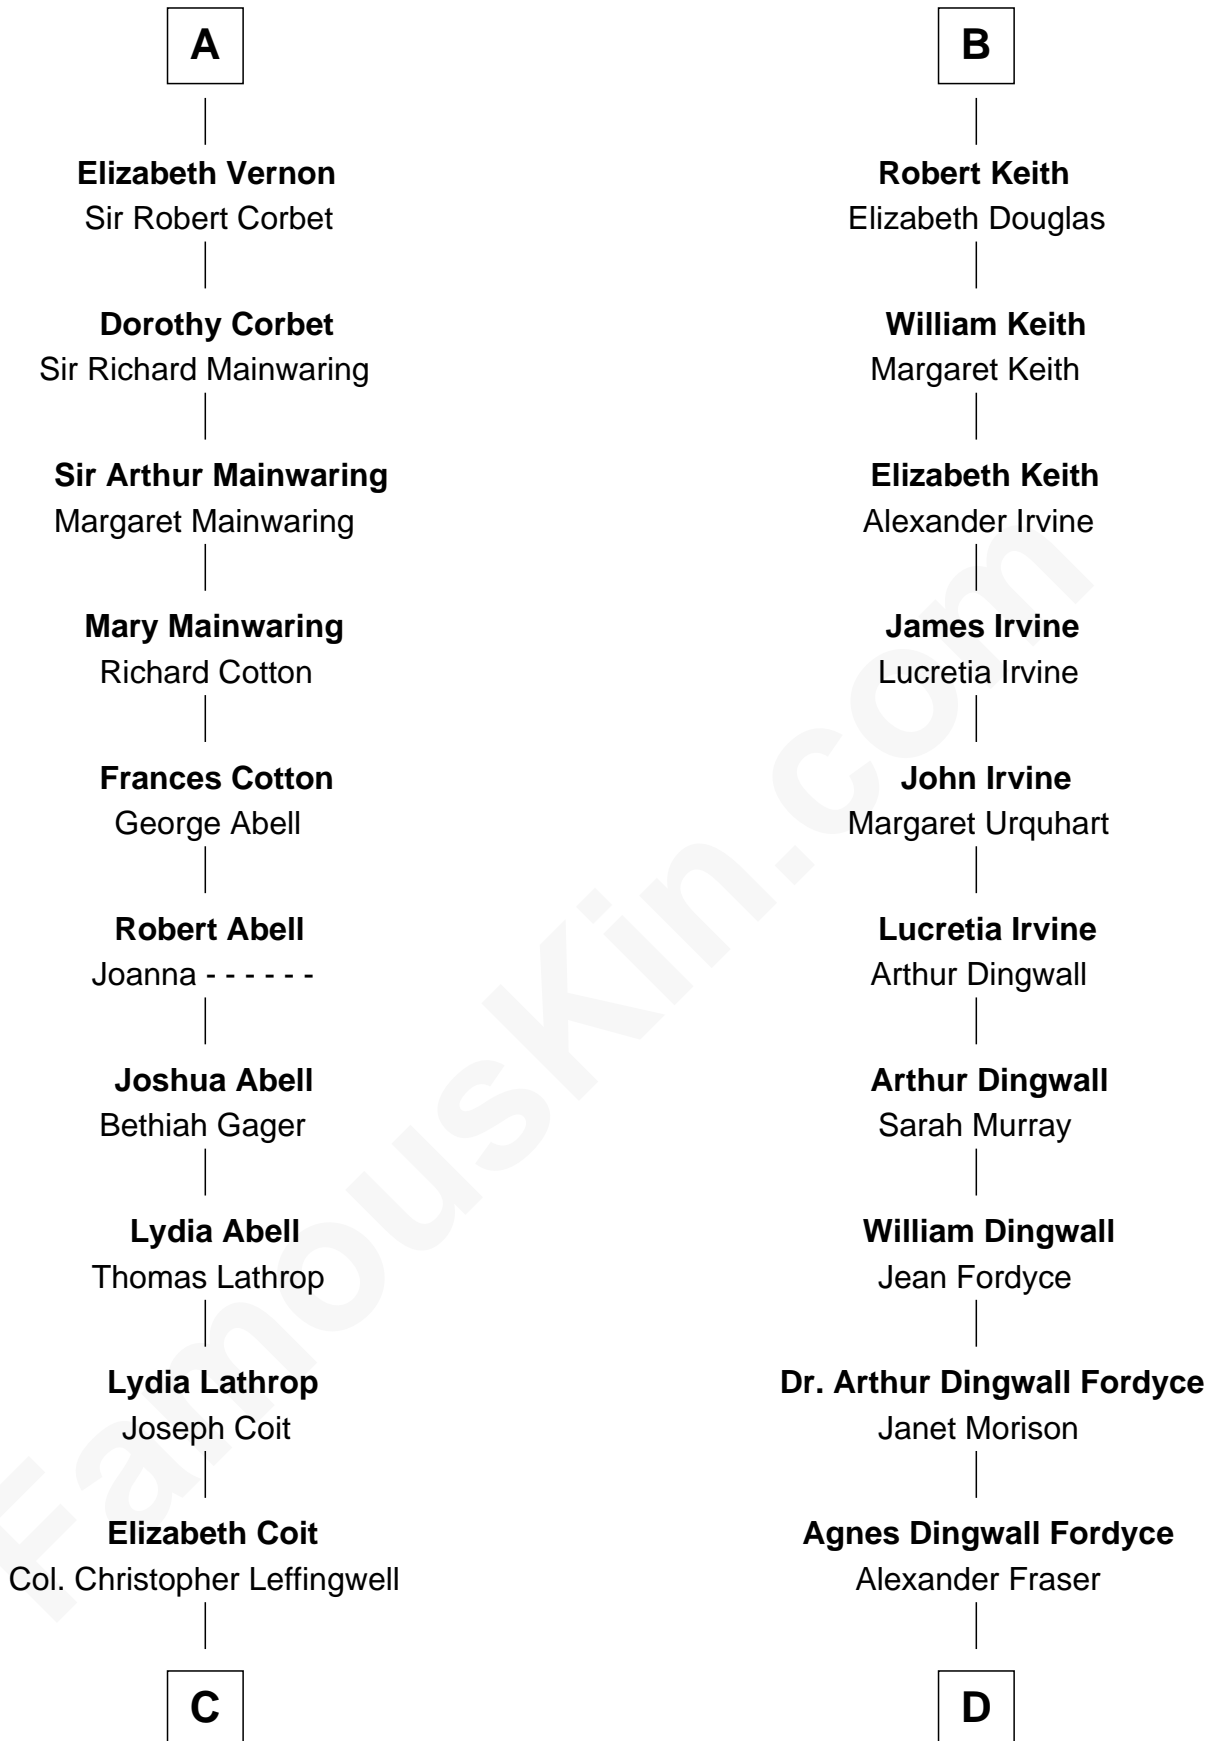 A
Elizabeth Vernon
Sir Robert Corbet
Dorothy Corbet
Sir Richard Mainwaring
Sir Arthur Mainwaring
Margaret Mainwaring
Mary Mainwaring
Richard Cotton
Frances Cotton
George Abell
Robert Abell
Joanna - - - - - -
Joshua Abell
Bethiah Gager
Lydia Abell
Thomas Lathrop
Lydia Lathrop
Joseph Coit
Elizabeth Coit
Col. Christopher Leffingwell
C
B
Robert Keith
Elizabeth Douglas
William Keith
Margaret Keith
Elizabeth Keith
Alexander Irvine
James Irvine
Lucretia Irvine
John Irvine
Margaret Urquhart
Lucretia Irvine
Arthur Dingwall
Arthur Dingwall
Sarah Murray
William Dingwall
Jean Fordyce
Dr. Arthur Dingwall Fordyce
Janet Morison
Agnes Dingwall Fordyce
Alexander Fraser
D
FamousKin.com